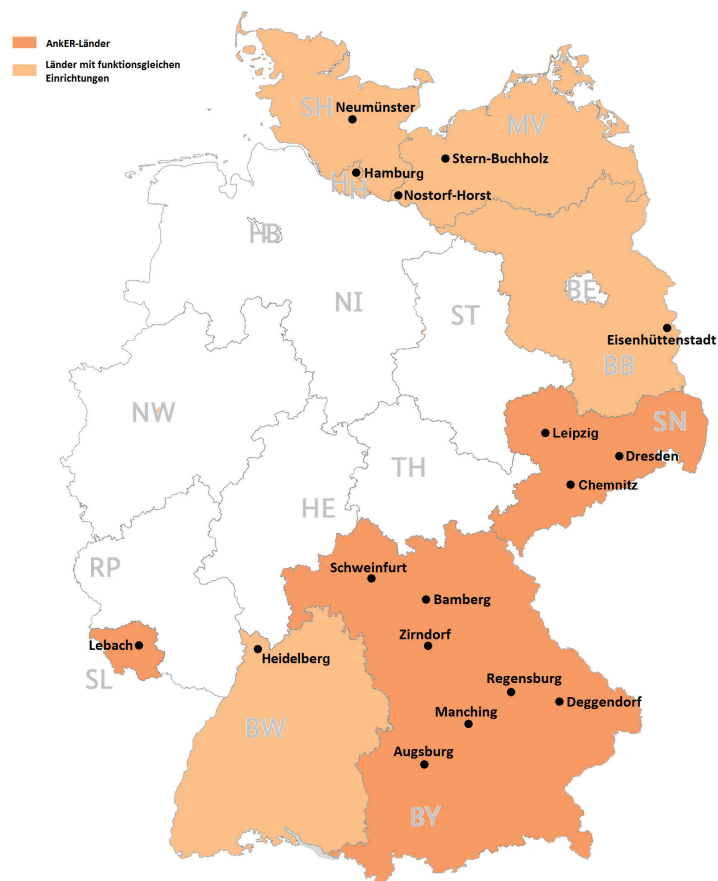 AnkER-Länder
Länder mit funktionsgleichen
Einrichtungen
SH
Neumünster
MV
Stern-Buchholz
Hamburg
HH
Nostorf-Horst
HB
BE
NI
ST
Eisenhüttenstadt
BB
NW
SN
Leipzig
Dresden
TH
Chemnitz
HE
RP
Schweinfurt
Bamberg
Zirndorf
Lebach
Heidelberg
SL
Regensburg
Deggendorf
Manching
BW
Augsburg
BY